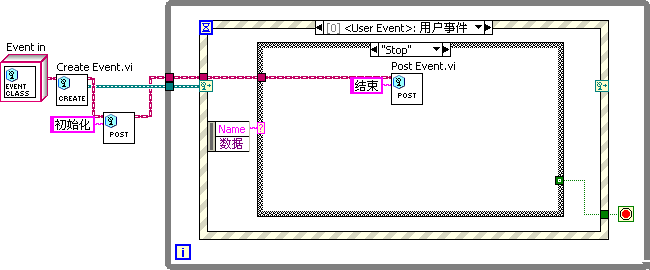 [0] <User Event>: 用户事件
"Stop"
Event in
Create Event.vi
Post Event.vi
EVENT
CLASS
CREATE
结束
POST
初始化
POST
Name
?
数据
i